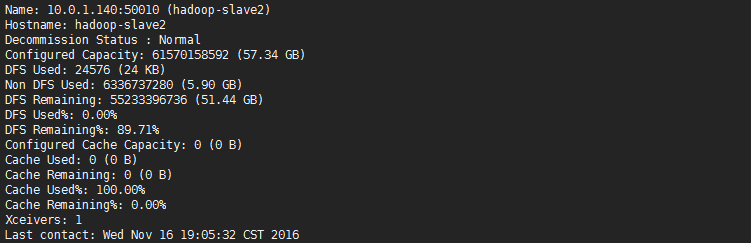 Name: 10.0.1.140:50010 (hadoop-slave2)
Hostname: hadoop-slave2
Decommission Status : Normal
Configured Capacity: 61570158592 (57.34 GB)
DFS Used: 24576 (24 KB)
Non DFS Used: 6336737280 (5.90 GB)
DFS Remaining: 55233396736 (51.44 GB)
DFS Used%: 0.00%
DFS Remaining%: 89.71%
Configured Cache Capacity: 0 (0 B)
Cache Used: 0 (0 B)
Cache Remaining: 0 (0 B)
Cache Used%: 100.00%
Cache Remaining%: 0.00%
Xceivers: 1
Last contact: Wed Nov 16 19:05:32 CST 2016